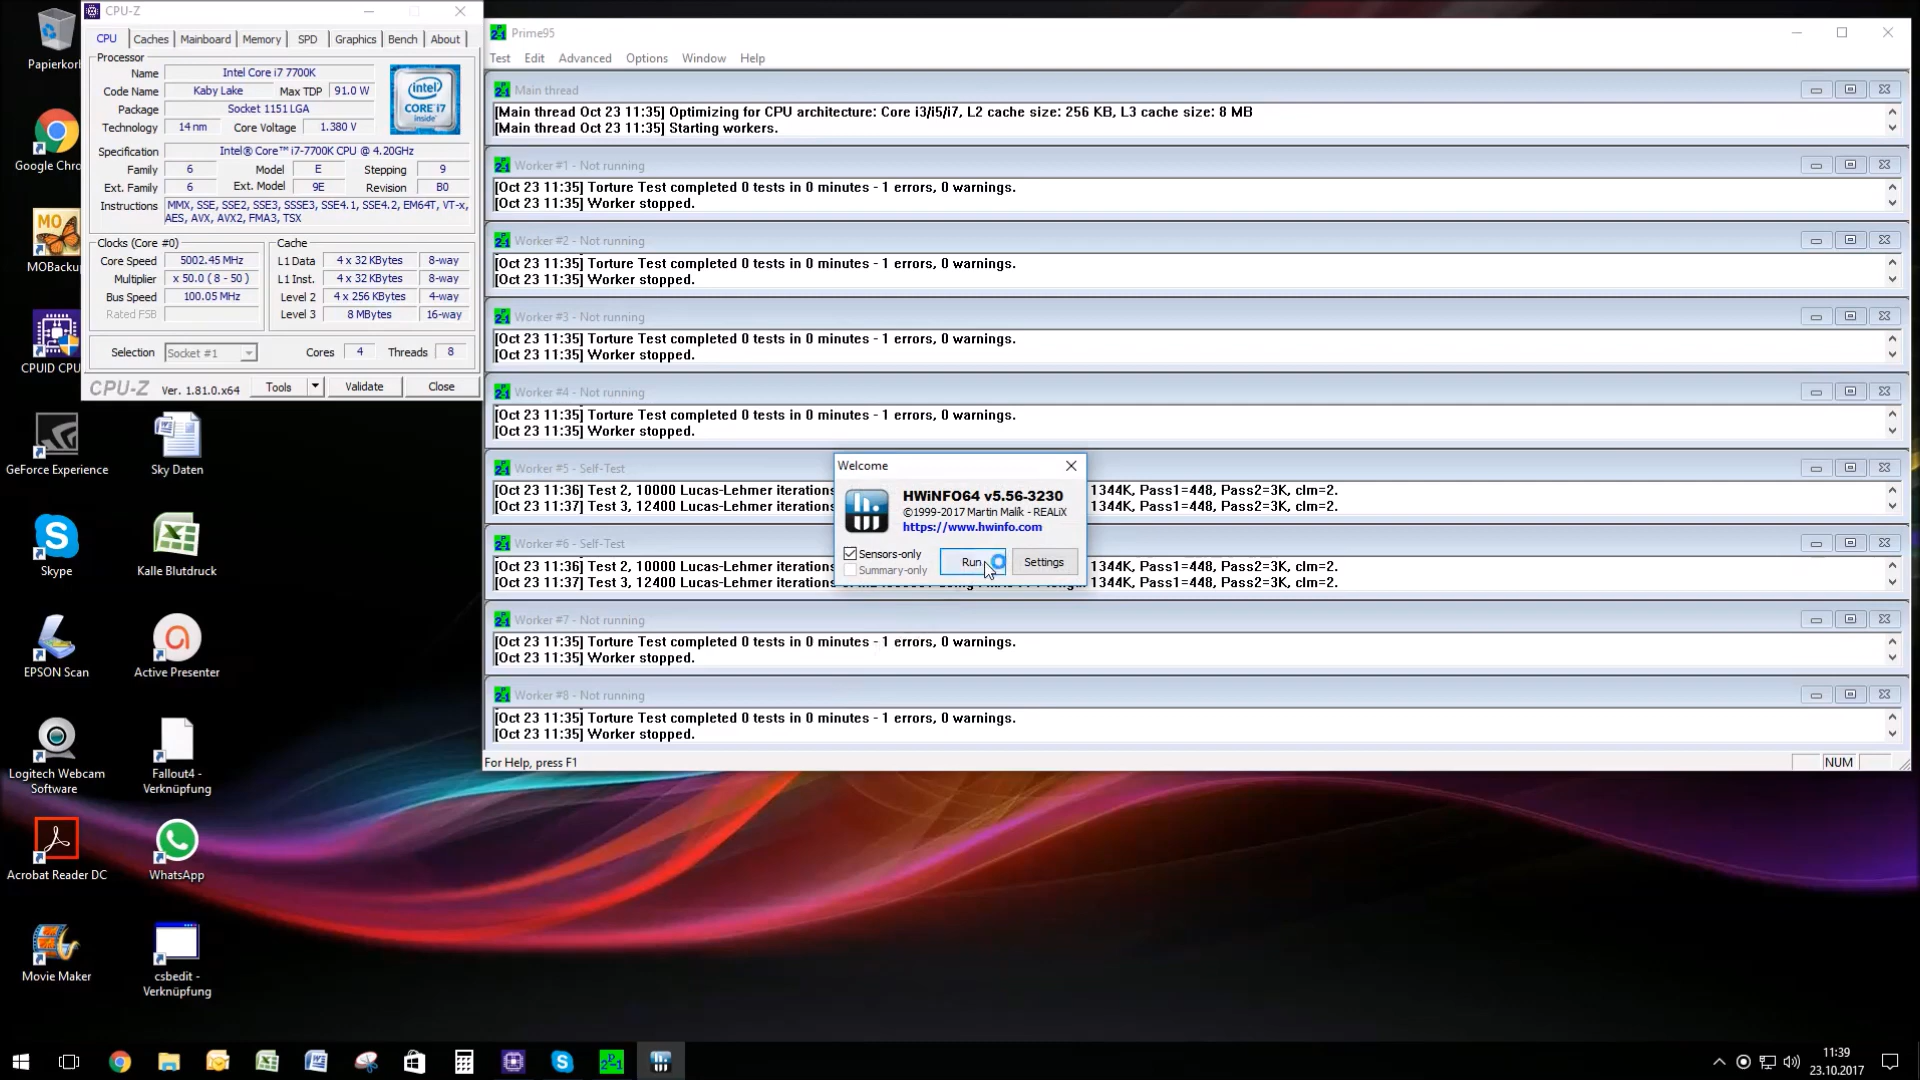 CPU-Z
CPU Caches Mainboard Memory SPD Graphics Bench About
Processor
Name Intel Core i7 7700K
Code Name Kaby Lake Max TDP 91.0 W
Package Socket 1151 LGA
Technology 14 nm Core Voltage 1.380 V
intel CORE i7 inside
Specification Intel® Core™ i7-7700K CPU @ 4.20GHz
Family 6 Model E Stepping 9
Ext. Family 6 Ext. Model 9E Revision B0
Instructions MMX, SSE, SSE2, SSE3, SSSE3, SSE4.1, SSE4.2, EM64T, VT-x,
AES, AVX, AVX2, FMA3, TSX
Clocks (Core #0)
Core Speed 5002.45 MHz
Multiplier x 50.0 ( 8 - 50 )
Bus Speed 100.05 MHz
Rated FSB
Cache
L1 Data 4 x 32 KBytes 8-way
L1 Inst. 4 x 32 KBytes 8-way
Level 2 4 x 256 KBytes 4-way
Level 3 8 MBytes 16-way
Selection Socket #1 Cores 4 Threads 8
CPU-Z Ver. 1.81.0.x64 Tools Validate Close
Prime95
Test Edit Advanced Options Window Help
Main thread
[Main thread Oct 23 11:35] Optimizing for CPU architecture: Core i3/i5/i7, L2 cache size: 256 KB, L3 cache size: 8 MB
[Main thread Oct 23 11:35] Starting workers.
Worker #1 - Not running
[Oct 23 11:35] Torture Test completed 0 tests in 0 minutes - 1 errors, 0 warnings.
[Oct 23 11:35] Worker stopped.
Worker #2 - Not running
[Oct 23 11:35] Torture Test completed 0 tests in 0 minutes - 1 errors, 0 warnings.
[Oct 23 11:35] Worker stopped.
Worker #3 - Not running
[Oct 23 11:35] Torture Test completed 0 tests in 0 minutes - 1 errors, 0 warnings.
[Oct 23 11:35] Worker stopped.
Worker #4 - Not running
[Oct 23 11:35] Torture Test completed 0 tests in 0 minutes - 1 errors, 0 warnings.
[Oct 23 11:35] Worker stopped.
Worker #5 - Self-Test
[Oct 23 11:36] Test 2, 10000 Lucas-Lehmer iterations 1344K, Pass1=448, Pass2=3K, clm=2.
[Oct 23 11:37] Test 3, 12400 Lucas-Lehmer iterations 1344K, Pass1=448, Pass2=3K, clm=2.
Worker #6 - Self-Test
[Oct 23 11:36] Test 2, 10000 Lucas-Lehmer iterations 1344K, Pass1=448, Pass2=3K, clm=2.
[Oct 23 11:37] Test 3, 12400 Lucas-Lehmer iterations 1344K, Pass1=448, Pass2=3K, clm=2.
Worker #7 - Not running
[Oct 23 11:35] Torture Test completed 0 tests in 0 minutes - 1 errors, 0 warnings.
[Oct 23 11:35] Worker stopped.
Worker #8 - Not running
[Oct 23 11:35] Torture Test completed 0 tests in 0 minutes - 1 errors, 0 warnings.
[Oct 23 11:35] Worker stopped.
For Help, press F1
NUM
Welcome
HWiNFO64 v5.56-3230
©1999-2017 Martin Malík - REALiX
https://www.hwinfo.com
Sensors-only
Summary-only
Run
Settings
Papierkorb
Google Chro
MO
MOBackup
CPUID CPU
GeForce Experience
Sky Daten
Skype
Kalle Blutdruck
EPSON Scan
Active Presenter
Logitech Webcam
Software
Fallout4 -
Verknüpfung
Acrobat Reader DC
WhatsApp
Movie Maker
csbedit -
Verknüpfung
11:39
23.10.2017